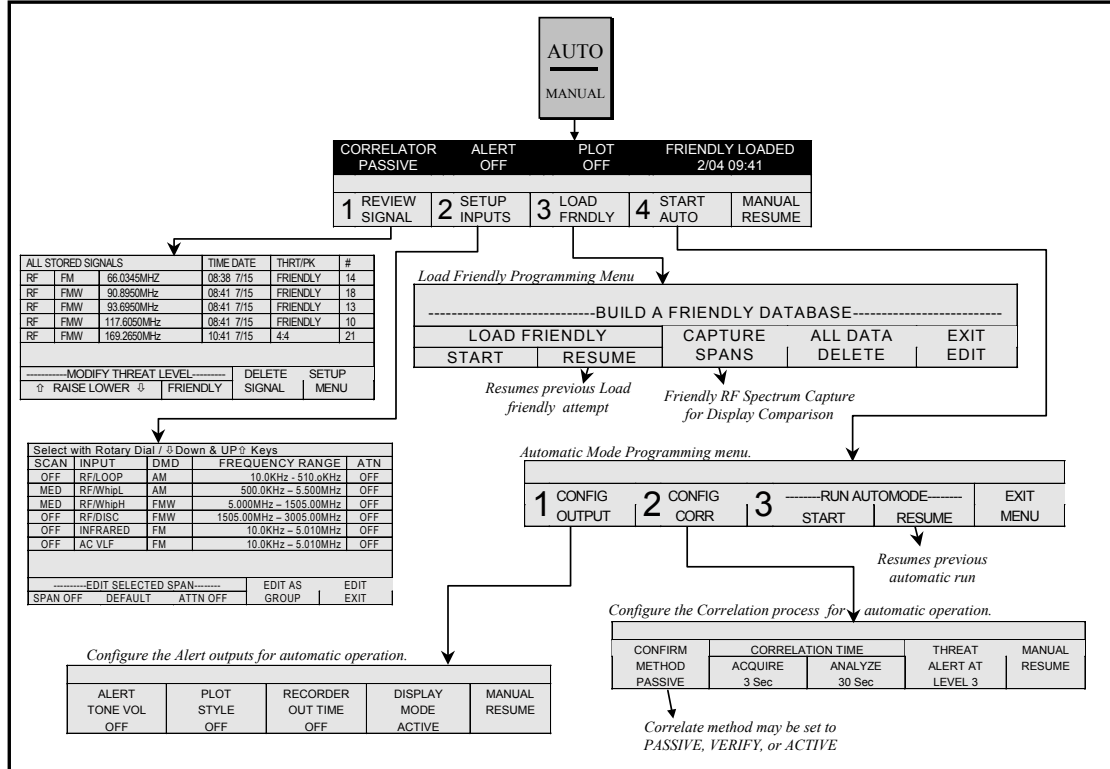 AUTO
MANUAL
CORRELATOR ALERT PLOT FRIENDLY LOADED
PASSIVE OFF OFF 2/04 09:41
1 REVIEW SIGNAL 2 SETUP INPUTS 3 LOAD FRNDLY 4 START AUTO MANUAL RESUME
ALL STORED SIGNALS TIME DATE THRT/PK #
RF FM 66.0345MHZ 08:38 7/15 FRIENDLY 14
RF FMW 90.8950MHz 08:41 7/15 FRIENDLY 18
RF FMW 93.6950MHz 08:41 7/15 FRIENDLY 13
RF FMW 117.6050MHz 08:41 7/15 FRIENDLY 10
RF FMW 169.2650MHz 10:41 7/15 4:4 21
-----------MODIFY THREAT LEVEL--------- DELETE SETUP
⇧ RAISE LOWER ⇩ FRIENDLY SIGNAL MENU
Load Friendly Programming Menu
-------------------------BUILD A FRIENDLY DATABASE--------------------------
LOAD FRIENDLY CAPTURE ALL DATA EXIT
START RESUME SPANS DELETE EDIT
Resumes previous Load
friendly attempt
Friendly RF Spectrum Capture
for Display Comparison
Select with Rotary Dial / ⇩Down & UP⇧ Keys
SCAN INPUT DMD FREQUENCY RANGE ATN
OFF RF/LOOP AM 10.0KHz - 510.oKHz OFF
MED RF/WhipL AM 500.0KHz – 5.500MHz OFF
MED RF/WhipH FMW 5.000MHz – 1505.00MHz OFF
OFF RF/DISC FMW 1505.00MHz – 3005.00MHz OFF
OFF INFRARED FM 10.0KHz – 5.010MHz OFF
OFF AC VLF FM 10.0KHz – 5.010MHz OFF
----------EDIT SELECTED SPAN-------- EDIT AS EDIT
SPAN OFF DEFAULT ATTN OFF GROUP EXIT
Automatic Mode Programming menu.
1 CONFIG OUTPUT 2 CONFIG CORR 3 --------RUN AUTOMODE-------- EXIT
START RESUME MENU
Resumes previous
automatic run
Configure the Correlation process for automatic operation.
CONFIRM CORRELATION TIME THREAT MANUAL
METHOD ACQUIRE ANALYZE ALERT AT RESUME
PASSIVE 3 Sec 30 Sec LEVEL 3
Correlate method may be set to
PASSIVE, VERIFY, or ACTIVE
Configure the Alert outputs for automatic operation.
ALERT PLOT RECORDER DISPLAY MANUAL
TONE VOL STYLE OUT TIME MODE RESUME
OFF OFF OFF ACTIVE